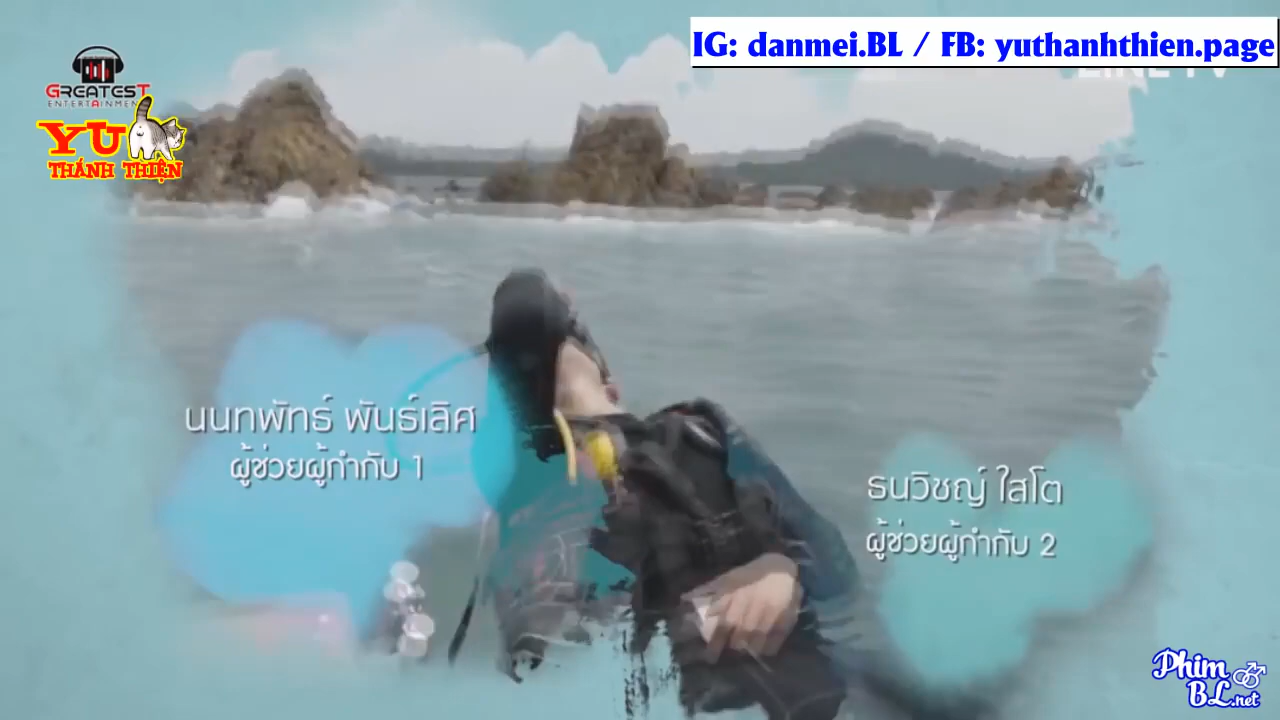 IG: danmei.BL / FB: yuthanhthien.page
LINE TV
GREATEST
ENTERTAINMENT
YU
THÁNH THIỆN
นนทพัทธ์ พันธ์เลิศ
ผู้ช่วยผู้กำกับ 1
ธนวิชญ์ ใสโต
ผู้ช่วยผู้กำกับ 2
Phim
BL.net